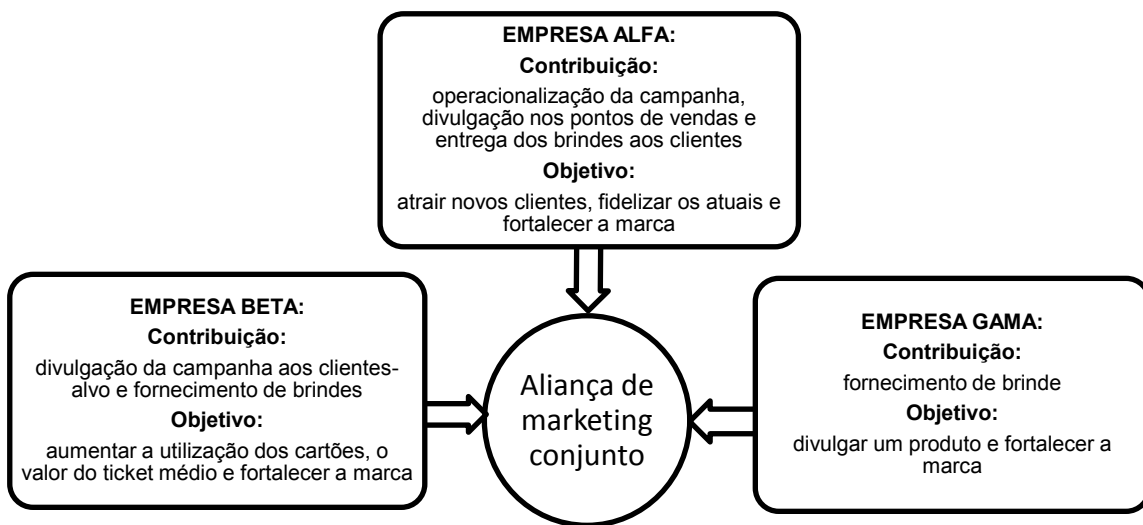 EMPRESA ALFA:
Contribuição:
operacionalização da campanha,
divulgação nos pontos de vendas e
entrega dos brindes aos clientes
Objetivo:
atrair novos clientes, fidelizar os atuais e
fortalecer a marca
EMPRESA BETA:
Contribuição:
divulgação da campanha aos clientes-
alvo e fornecimento de brindes
Objetivo:
aumentar a utilização dos cartões, o
valor do ticket médio e fortalecer a marca
Aliança de
marketing
conjunto
EMPRESA GAMA:
Contribuição:
fornecimento de brinde
Objetivo:
divulgar um produto e fortalecer a
marca